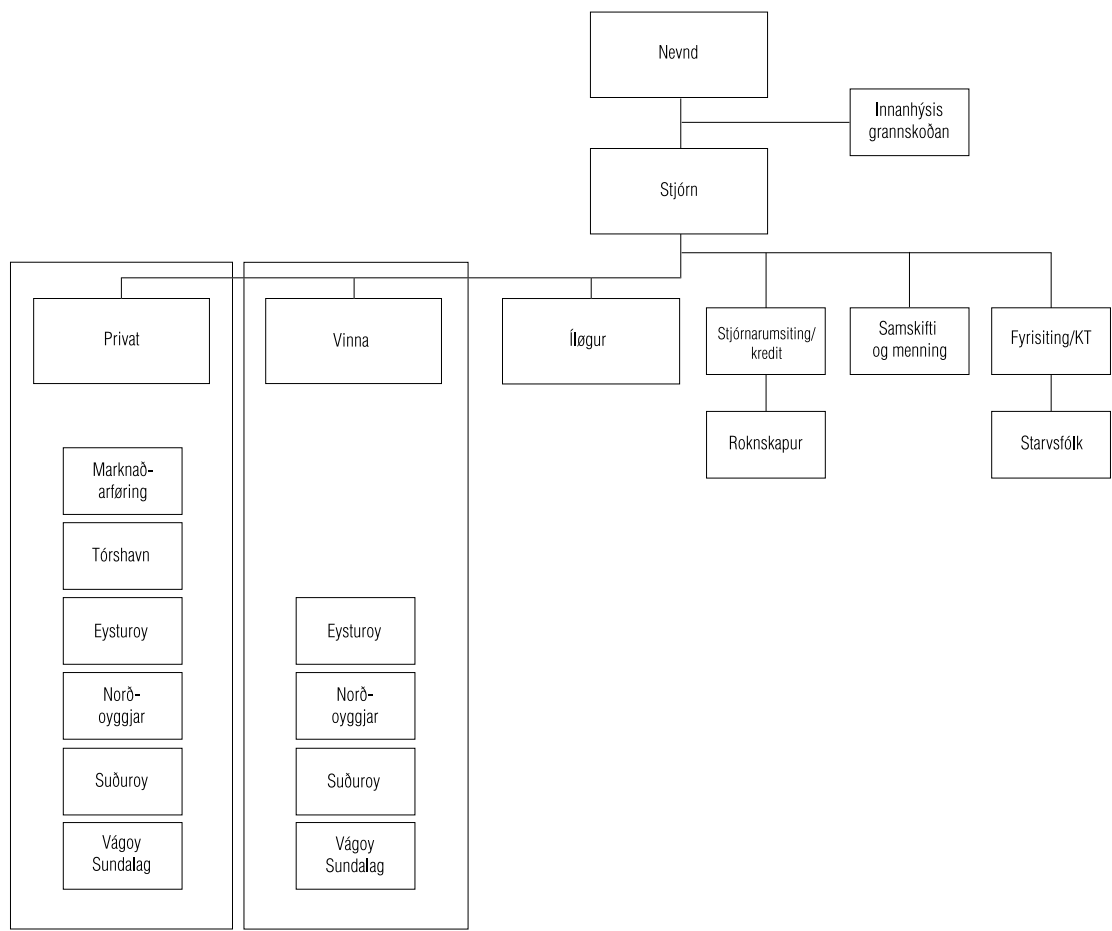 Nevnd
Innanhýsis
grannskoðan
Stjórn
Privat
Vinna
Íløgur
Stjórnarumsiting/
kredit
Samskifti
og menning
Fyrisiting/KT
Roknskapur
Starvsfólk
Marknað-
arføring
Tórshavn
Eysturoy
Norð-
oyggjar
Suðuroy
Vágoy
Sundalag
Eysturoy
Norð-
oyggjar
Suðuroy
Vágoy
Sundalag